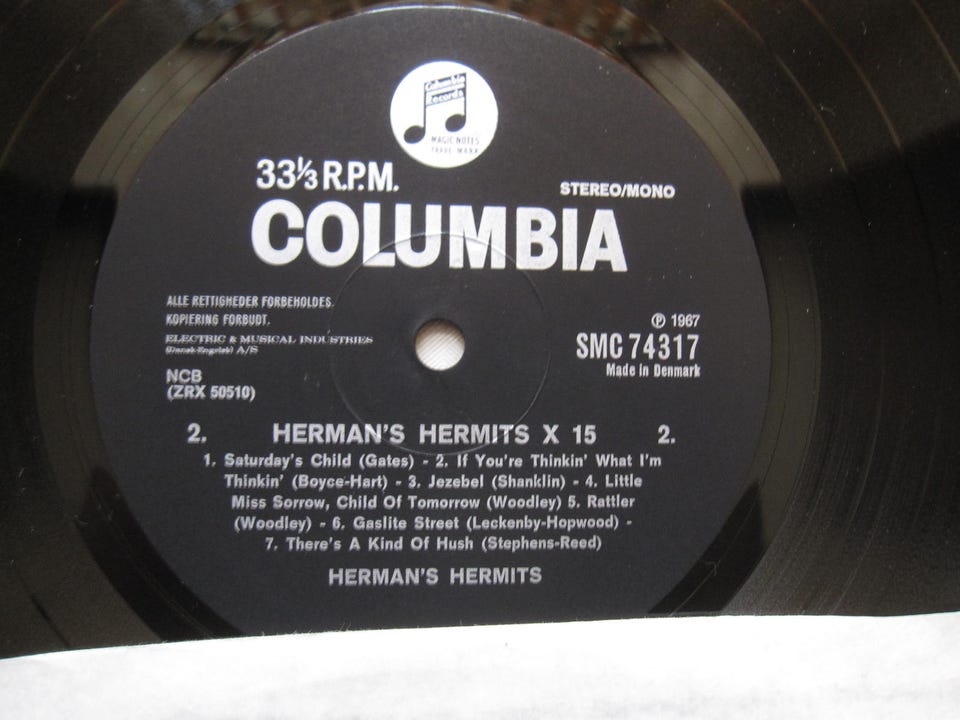 Columbia
Records
MAGIC NOTES
TRADE MARK
33⅓ R.P.M.
STEREO/MONO
COLUMBIA
ALLE RETTIGHEDER FORBEHOLDES.
KOPIERING FORBUDT.
ELECTRIC & MUSICAL INDUSTRIES
(Dansk-Engelsk) A/S
℗ 1967
SMC 74317
Made in Denmark
NCB
(ZRX 50510)
2. HERMAN'S HERMITS X 15 2.
1. Saturday's Child (Gates) - 2. If You're Thinkin' What I'm
Thinkin' (Boyce-Hart) - 3. Jezebel (Shanklin) - 4. Little
Miss Sorrow, Child Of Tomorrow (Woodley) 5. Rattler
(Woodley) - 6. Gaslite Street (Leckenby-Hopwood) -
7. There's A Kind Of Hush (Stephens-Reed)
HERMAN'S HERMITS